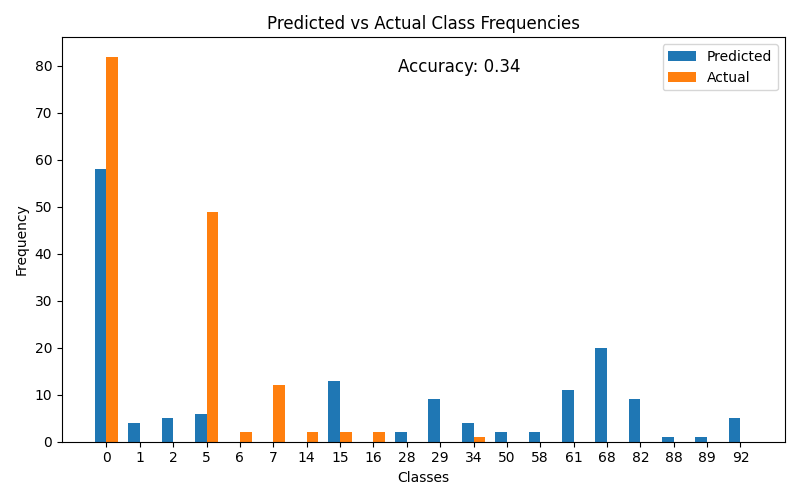 Predicted vs Actual Class Frequencies
Accuracy: 0.34
Predicted
Actual
Frequency
80
70
60
50
40
30
20
10
0
0 1 2 5 6 7 14 15 16 28 29 34 50 58 61 68 82 88 89 92
Classes